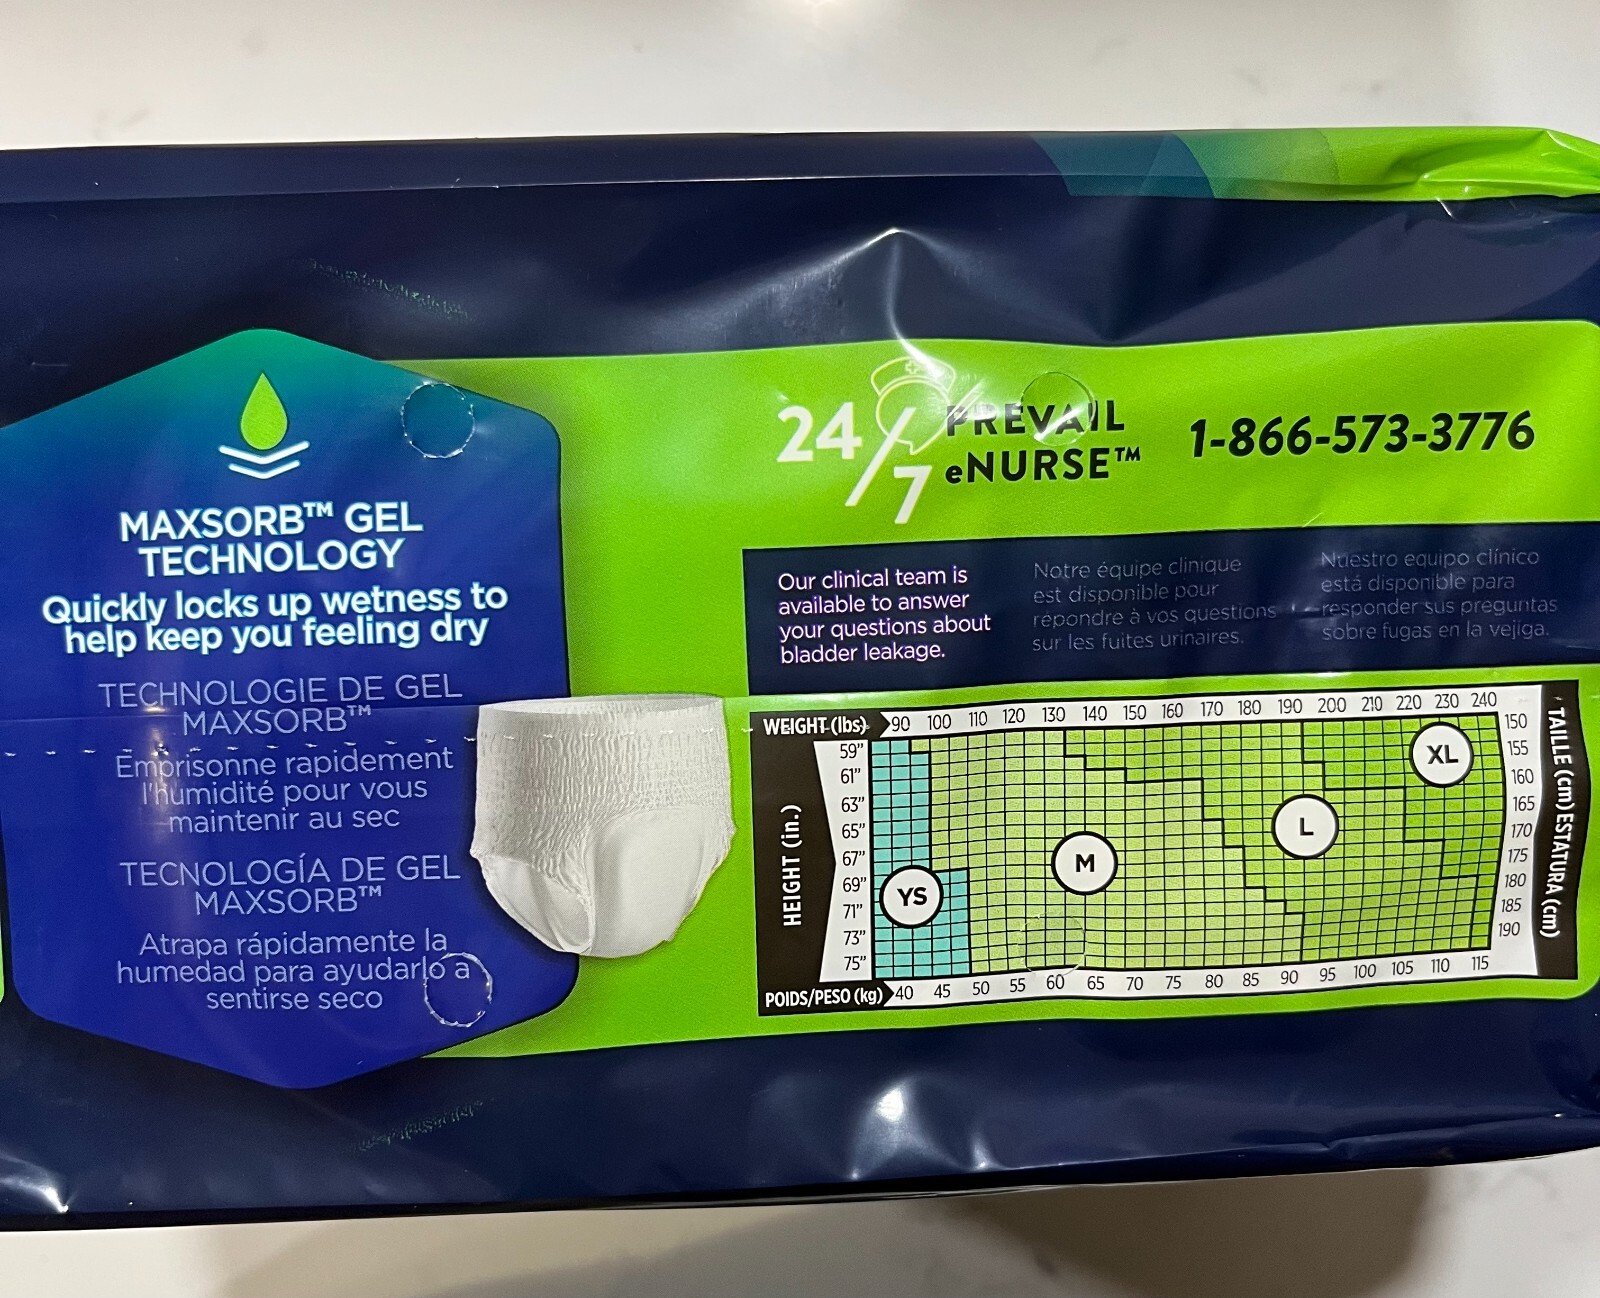 MAXSORB™ GEL
TECHNOLOGY
Quickly locks up wetness to
help keep you feeling dry
TECHNOLOGIE DE GEL
MAXSORB™
Emprisonne rapidement
l'humidité pour vous
maintenir au sec
TECNOLOGÍA DE GEL
MAXSORB™
Atrapa rápidamente la
humedad para ayudarlo a
sentirse seco
24/7
PREVAIL
eNURSE™
1-866-573-3776
Our clinical team is
available to answer
your questions about
bladder leakage.
Notre équipe clinique
est disponible pour
répondre à vos questions
sur les fuites urinaires.
Nuestro equipo clínico
está disponible para
responder sus preguntas
sobre fugas en la vejiga.
WEIGHT (lbs) 90 100 110 120 130 140 150 160 170 180 190 200 210 220 230 240
HEIGHT (in.)
59"
61"
63"
65"
67"
69"
71"
73"
75"
YS
M
L
XL
150
155
160
165
170
175
180
185
190
TAILLE (cm) ESTATURA (cm)
POIDS/PESO (kg) 40 45 50 55 60 65 70 75 80 85 90 95 100 105 110 115